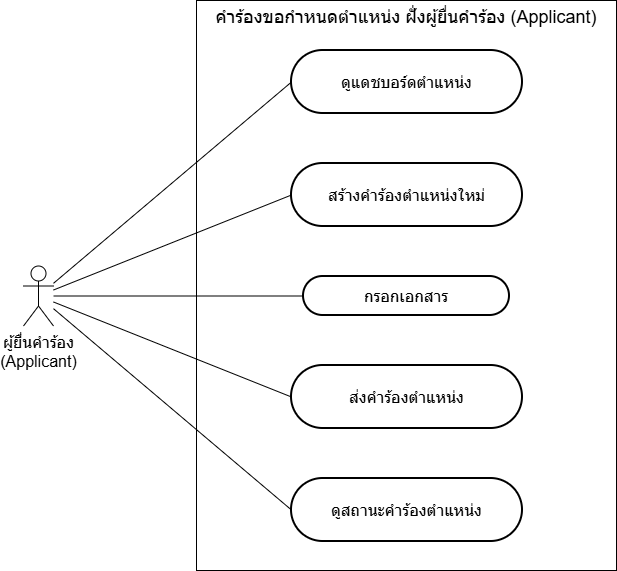 คำร้องขอกำหนดตำแหน่ง ฝั่งผู้ยื่นคำร้อง (Applicant)
ดูแดชบอร์ดตำแหน่ง
สร้างคำร้องตำแหน่งใหม่
กรอกเอกสาร
ผู้ยื่นคำร้อง
(Applicant)
ส่งคำร้องตำแหน่ง
ดูสถานะคำร้องตำแหน่ง